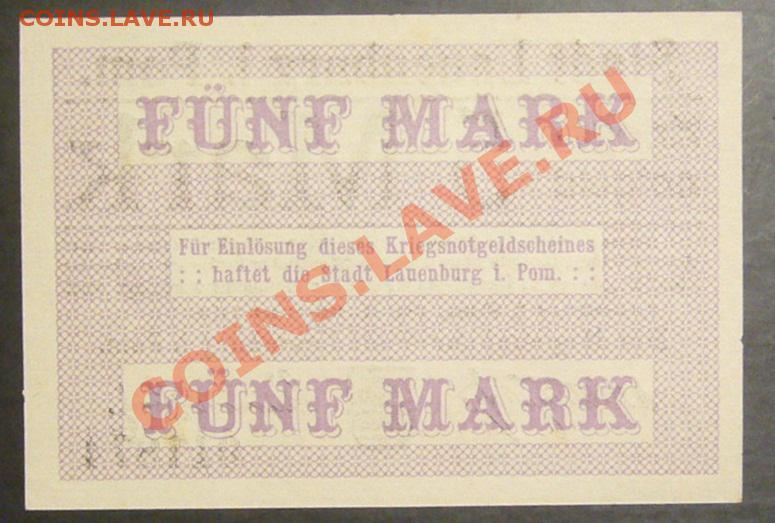 COINS.LAVE.RU
FÜNF MARK
Für Einlösung dieses Kriegsnotgeldscheines
: : haftet die Stadt Lauenburg i. Pom. : :
FÜNF MARK
COINS.LAVE.RU